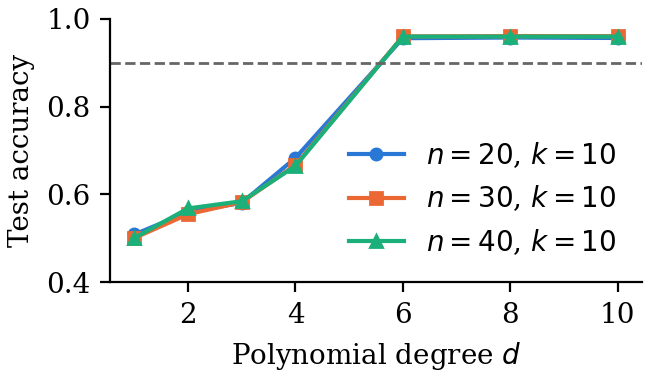 1.0
0.8
0.6
0.4
Test accuracy
n = 20, k = 10
n = 30, k = 10
n = 40, k = 10
2 4 6 8 10
Polynomial degree d